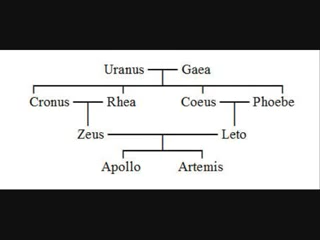 Uranus Gaea
Cronus Rhea Coeus Phoebe
Zeus Leto
Apollo Artemis